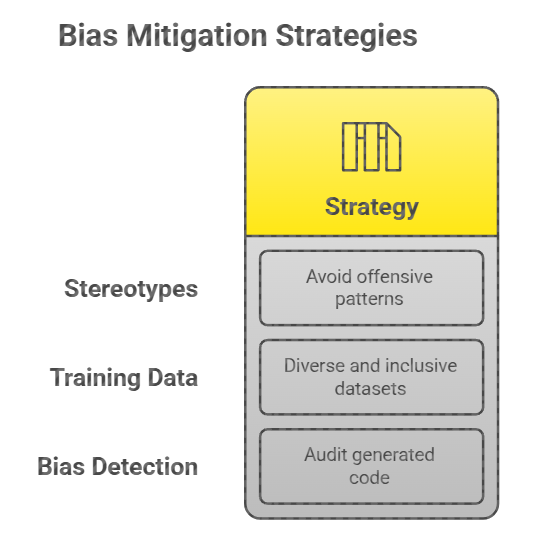 Bias Mitigation Strategies
Strategy
Stereotypes
Avoid offensive
patterns
Training Data
Diverse and inclusive
datasets
Bias Detection
Audit generated
code